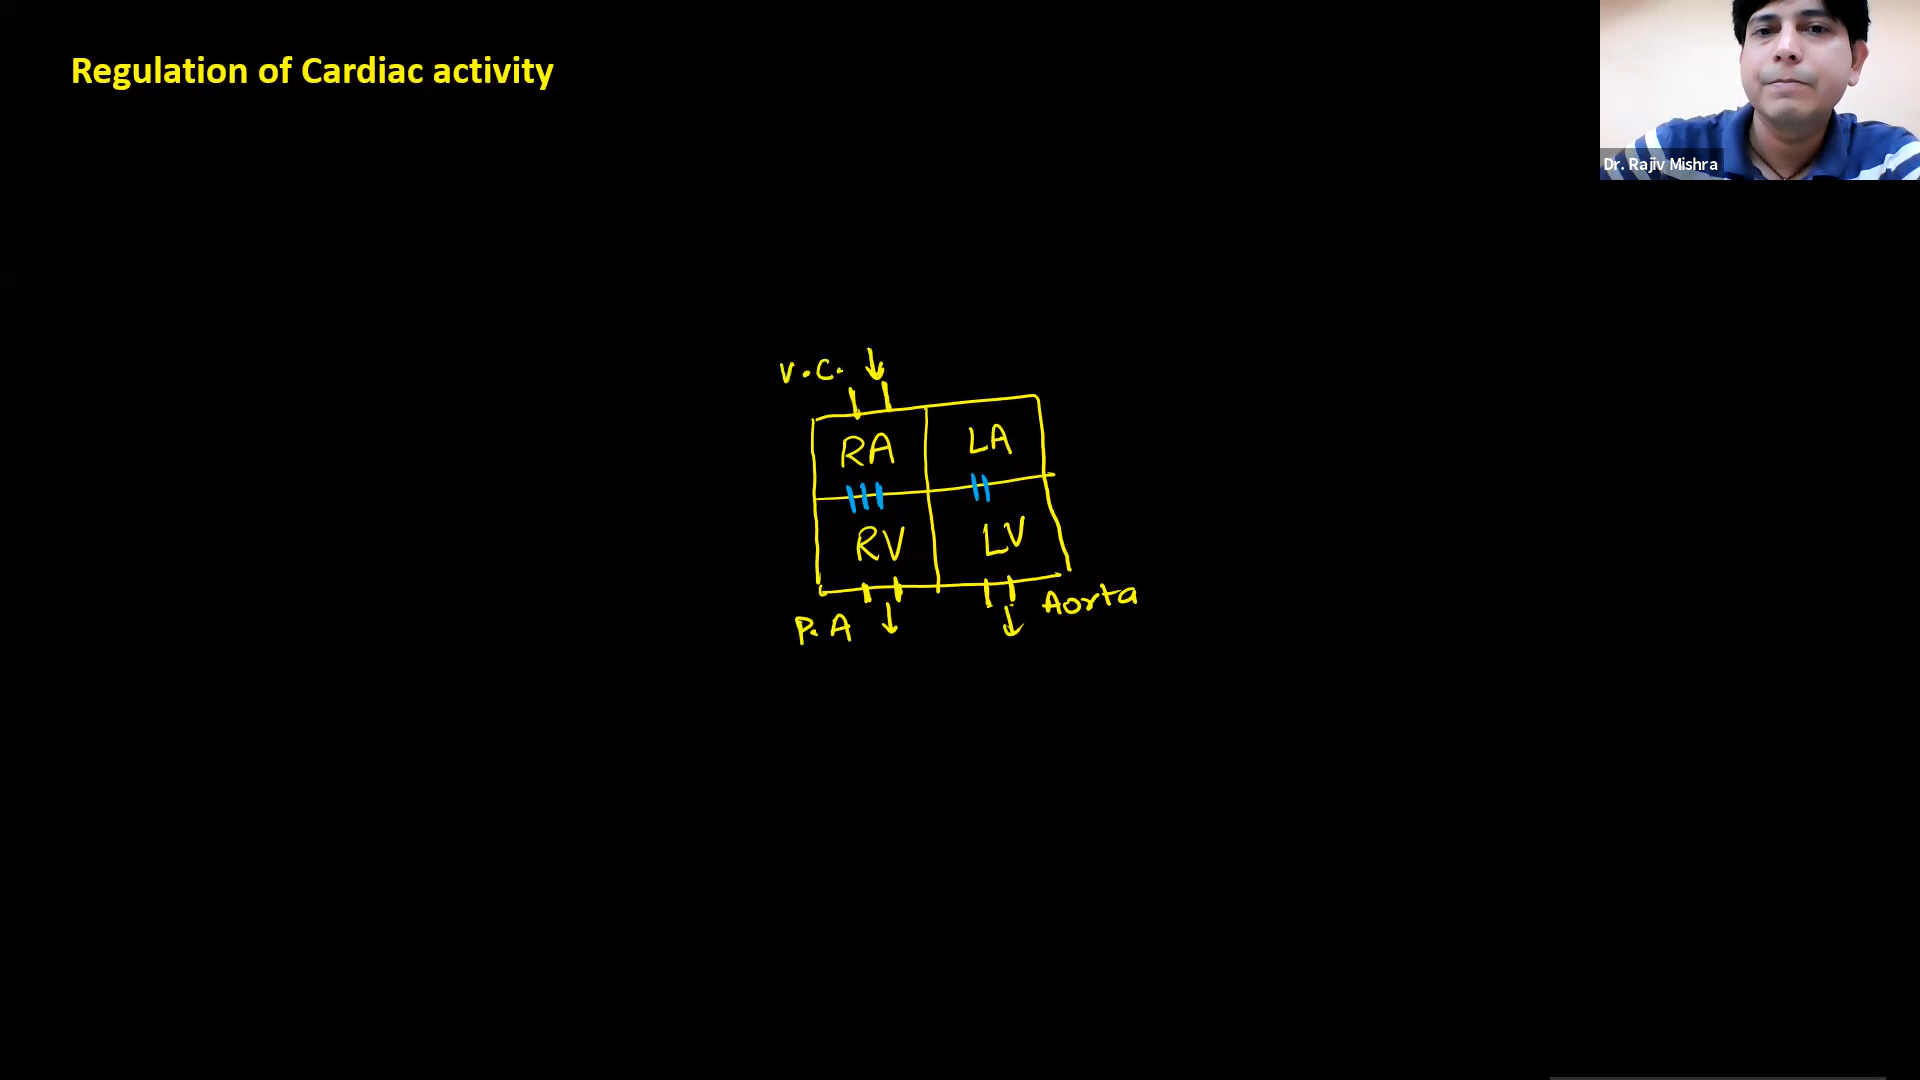 Regulation of Cardiac activity
Dr. Rajiv Mishra
V.C.
RA LA
RV LV
P.A Aorta